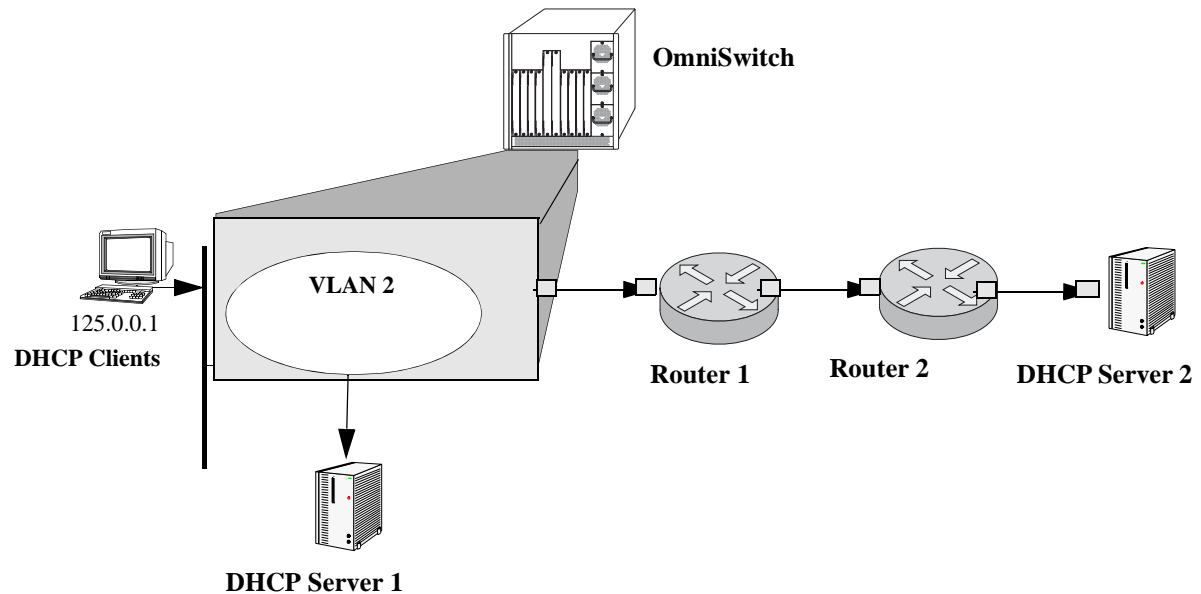 OmniSwitch
VLAN 2
125.0.0.1
DHCP Clients
Router 1
Router 2
DHCP Server 2
DHCP Server 1